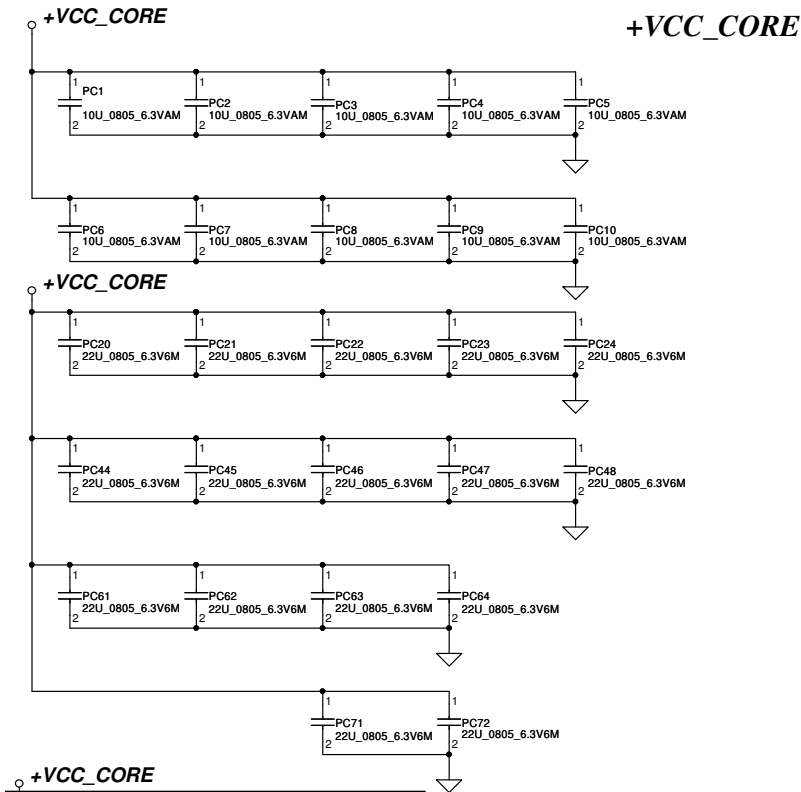 +VCC_CORE
+VCC_CORE
1 1 1 1 1
PC1 PC2 PC3 PC4 PC5
10U_0805_6.3VAM 10U_0805_6.3VAM 10U_0805_6.3VAM 10U_0805_6.3VAM 10U_0805_6.3VAM
2 2 2 2 2
1 1 1 1 1
PC6 PC7 PC8 PC9 PC10
10U_0805_6.3VAM 10U_0805_6.3VAM 10U_0805_6.3VAM 10U_0805_6.3VAM 10U_0805_6.3VAM
2 2 2 2 2
+VCC_CORE
1 1 1 1 1
PC20 PC21 PC22 PC23 PC24
22U_0805_6.3V6M 22U_0805_6.3V6M 22U_0805_6.3V6M 22U_0805_6.3V6M 22U_0805_6.3V6M
2 2 2 2 2
1 1 1 1 1
PC44 PC45 PC46 PC47 PC48
22U_0805_6.3V6M 22U_0805_6.3V6M 22U_0805_6.3V6M 22U_0805_6.3V6M 22U_0805_6.3V6M
2 2 2 2 2
1 1 1 1
PC61 PC62 PC63 PC64
22U_0805_6.3V6M 22U_0805_6.3V6M 22U_0805_6.3V6M 22U_0805_6.3V6M
2 2 2 2
1 1
PC71 PC72
22U_0805_6.3V6M 22U_0805_6.3V6M
2 2
+VCC_CORE